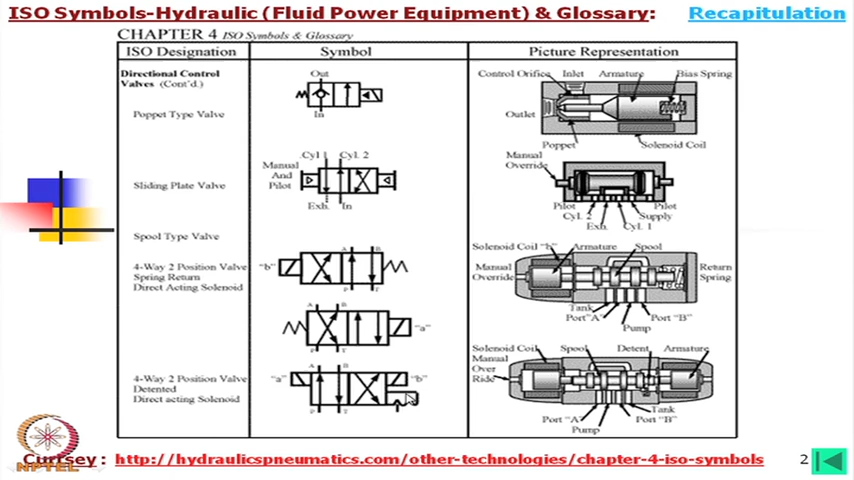 ISO Symbols-Hydraulic (Fluid Power Equipment) & Glossary: Recapitulation
CHAPTER 4 ISO Symbols & Glossary
ISO Designation Symbol Picture Representation
Directional Control
Valves (Cont'd.)
Poppet Type Valve
Out
In
Control Orifice Inlet Armature Bias Spring
Outlet
Poppet Solenoid Coil
Sliding Plate Valve
Cyl 1 Cyl. 2
Manual
And
Pilot
Exh. In
Manual
Override
Pilot Pilot
Cyl. 2 Supply
Exh. Cyl. 1
Spool Type Valve
4-Way 2 Position Valve
Spring Return
Direct Acting Solenoid
A B
"b"
P T
Solenoid Coil "b" Armature Spool
Manual
Override
Return
Spring
Tank
Port"A" Port "B"
Pump
A B
"a"
P T
4-Way 2 Position Valve
Detented
Direct acting Solenoid
A B
"a" "b"
P T
Solenoid Coil Spool Detent Armature
Manual
Over
Ride
Tank
Port "A" Port "B"
Pump
NPTEL
Curtsey : http://hydraulicspneumatics.com/other-technologies/chapter-4-iso-symbols 2